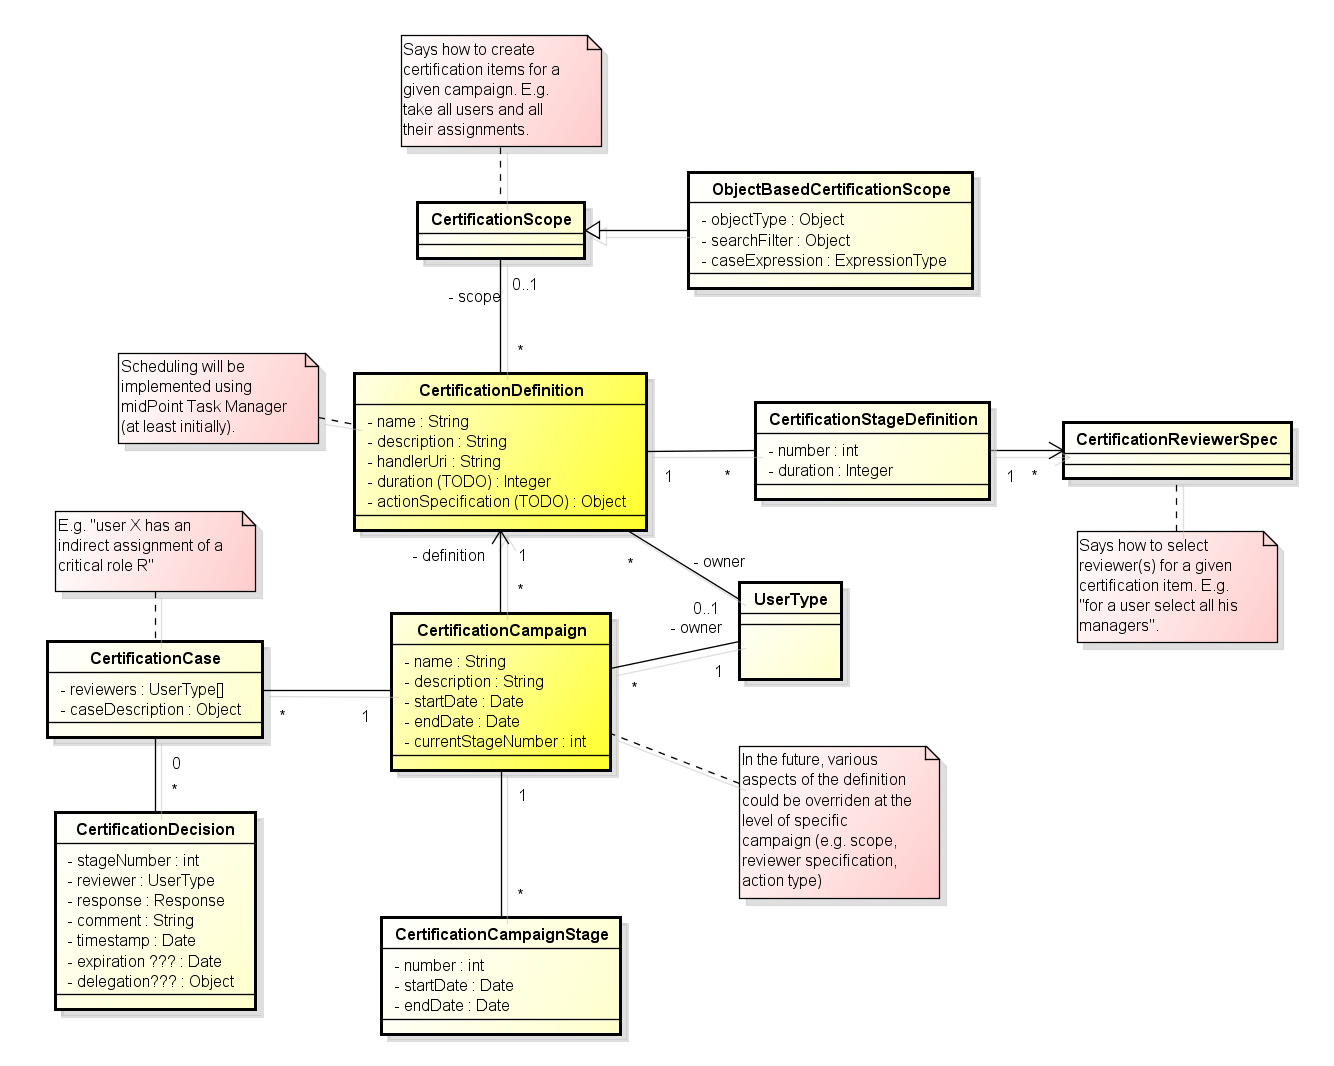 Says how to create
certification items for a
given campaign. E.g.
take all users and all
their assignments.
CertificationScope
ObjectBasedCertificationScope
- objectType : Object
- searchFilter : Object
- caseExpression : ExpressionType
0..1
- scope
*
Scheduling will be
implemented using
midPoint Task Manager
(at least initially).
CertificationDefinition
- name : String
- description : String
- handlerUri : String
- duration (TODO) : Integer
- actionSpecification (TODO) : Object
1
*
CertificationStageDefinition
- number : int
- duration : Integer
1
*
CertificationReviewerSpec
Says how to select
reviewer(s) for a given
certification item. E.g.
"for a user select all his
managers".
E.g. "user X has an
indirect assignment of a
critical role R"
- definition
1
*
*
- owner
0..1
- owner
UserType
1
*
CertificationCase
- reviewers : UserType[]
- caseDescription : Object
*
1
CertificationCampaign
- name : String
- description : String
- startDate : Date
- endDate : Date
- currentStageNumber : int
In the future, various
aspects of the definition
could be overriden at the
level of specific
campaign (e.g. scope,
reviewer specification,
action type)
0
*
CertificationDecision
- stageNumber : int
- reviewer : UserType
- response : Response
- comment : String
- timestamp : Date
- expiration ??? : Date
- delegation??? : Object
1
*
CertificationCampaignStage
- number : int
- startDate : Date
- endDate : Date